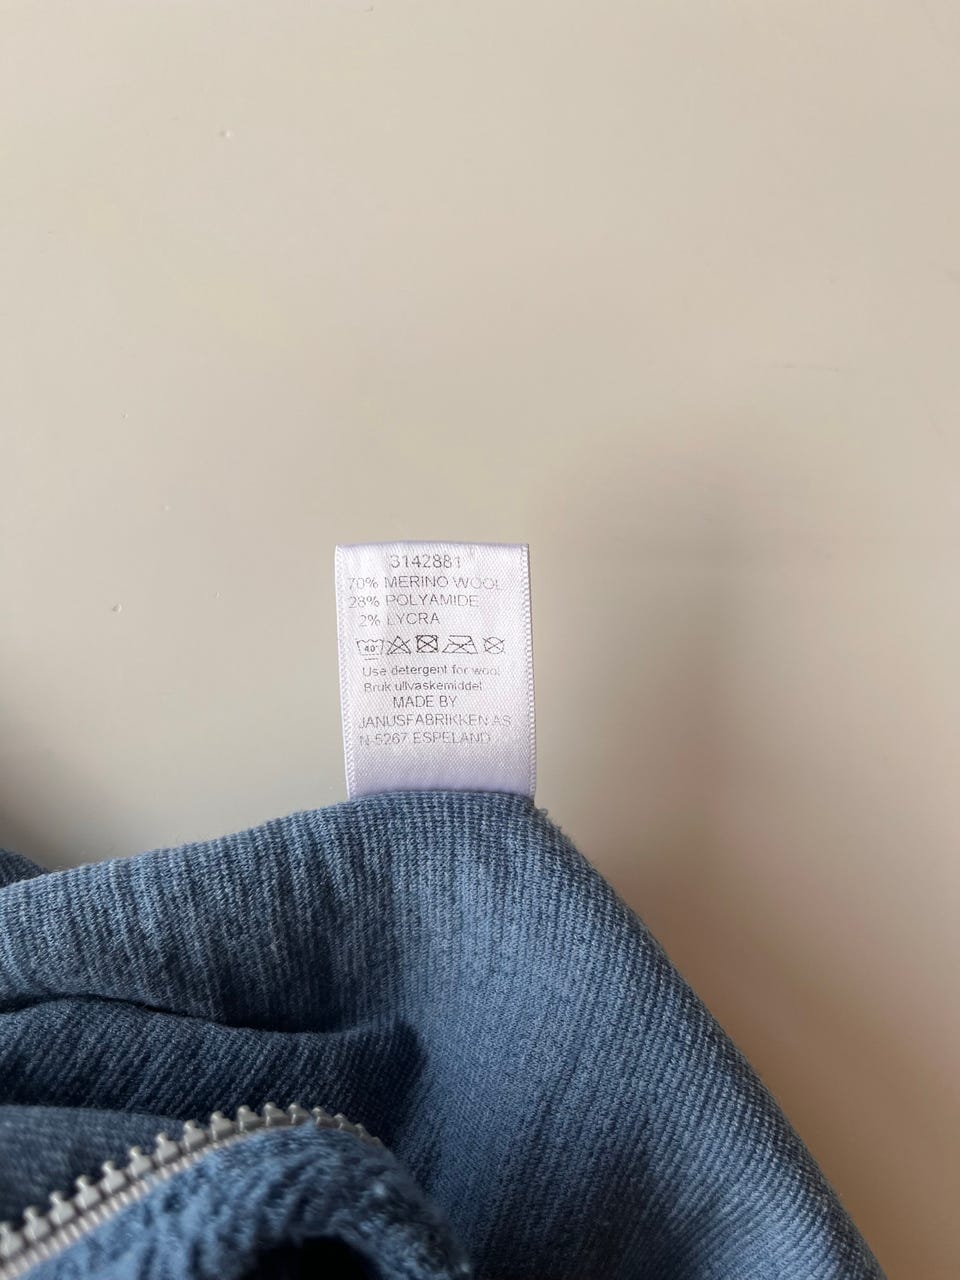 3142881
70% MERINO WOOL
28% POLYAMIDE
2% LYCRA
40°
Use detergent for wool
Bruk ullvaskemiddel
MADE BY
JANUSFABRIKKEN AS
N-5267 ESPELAND